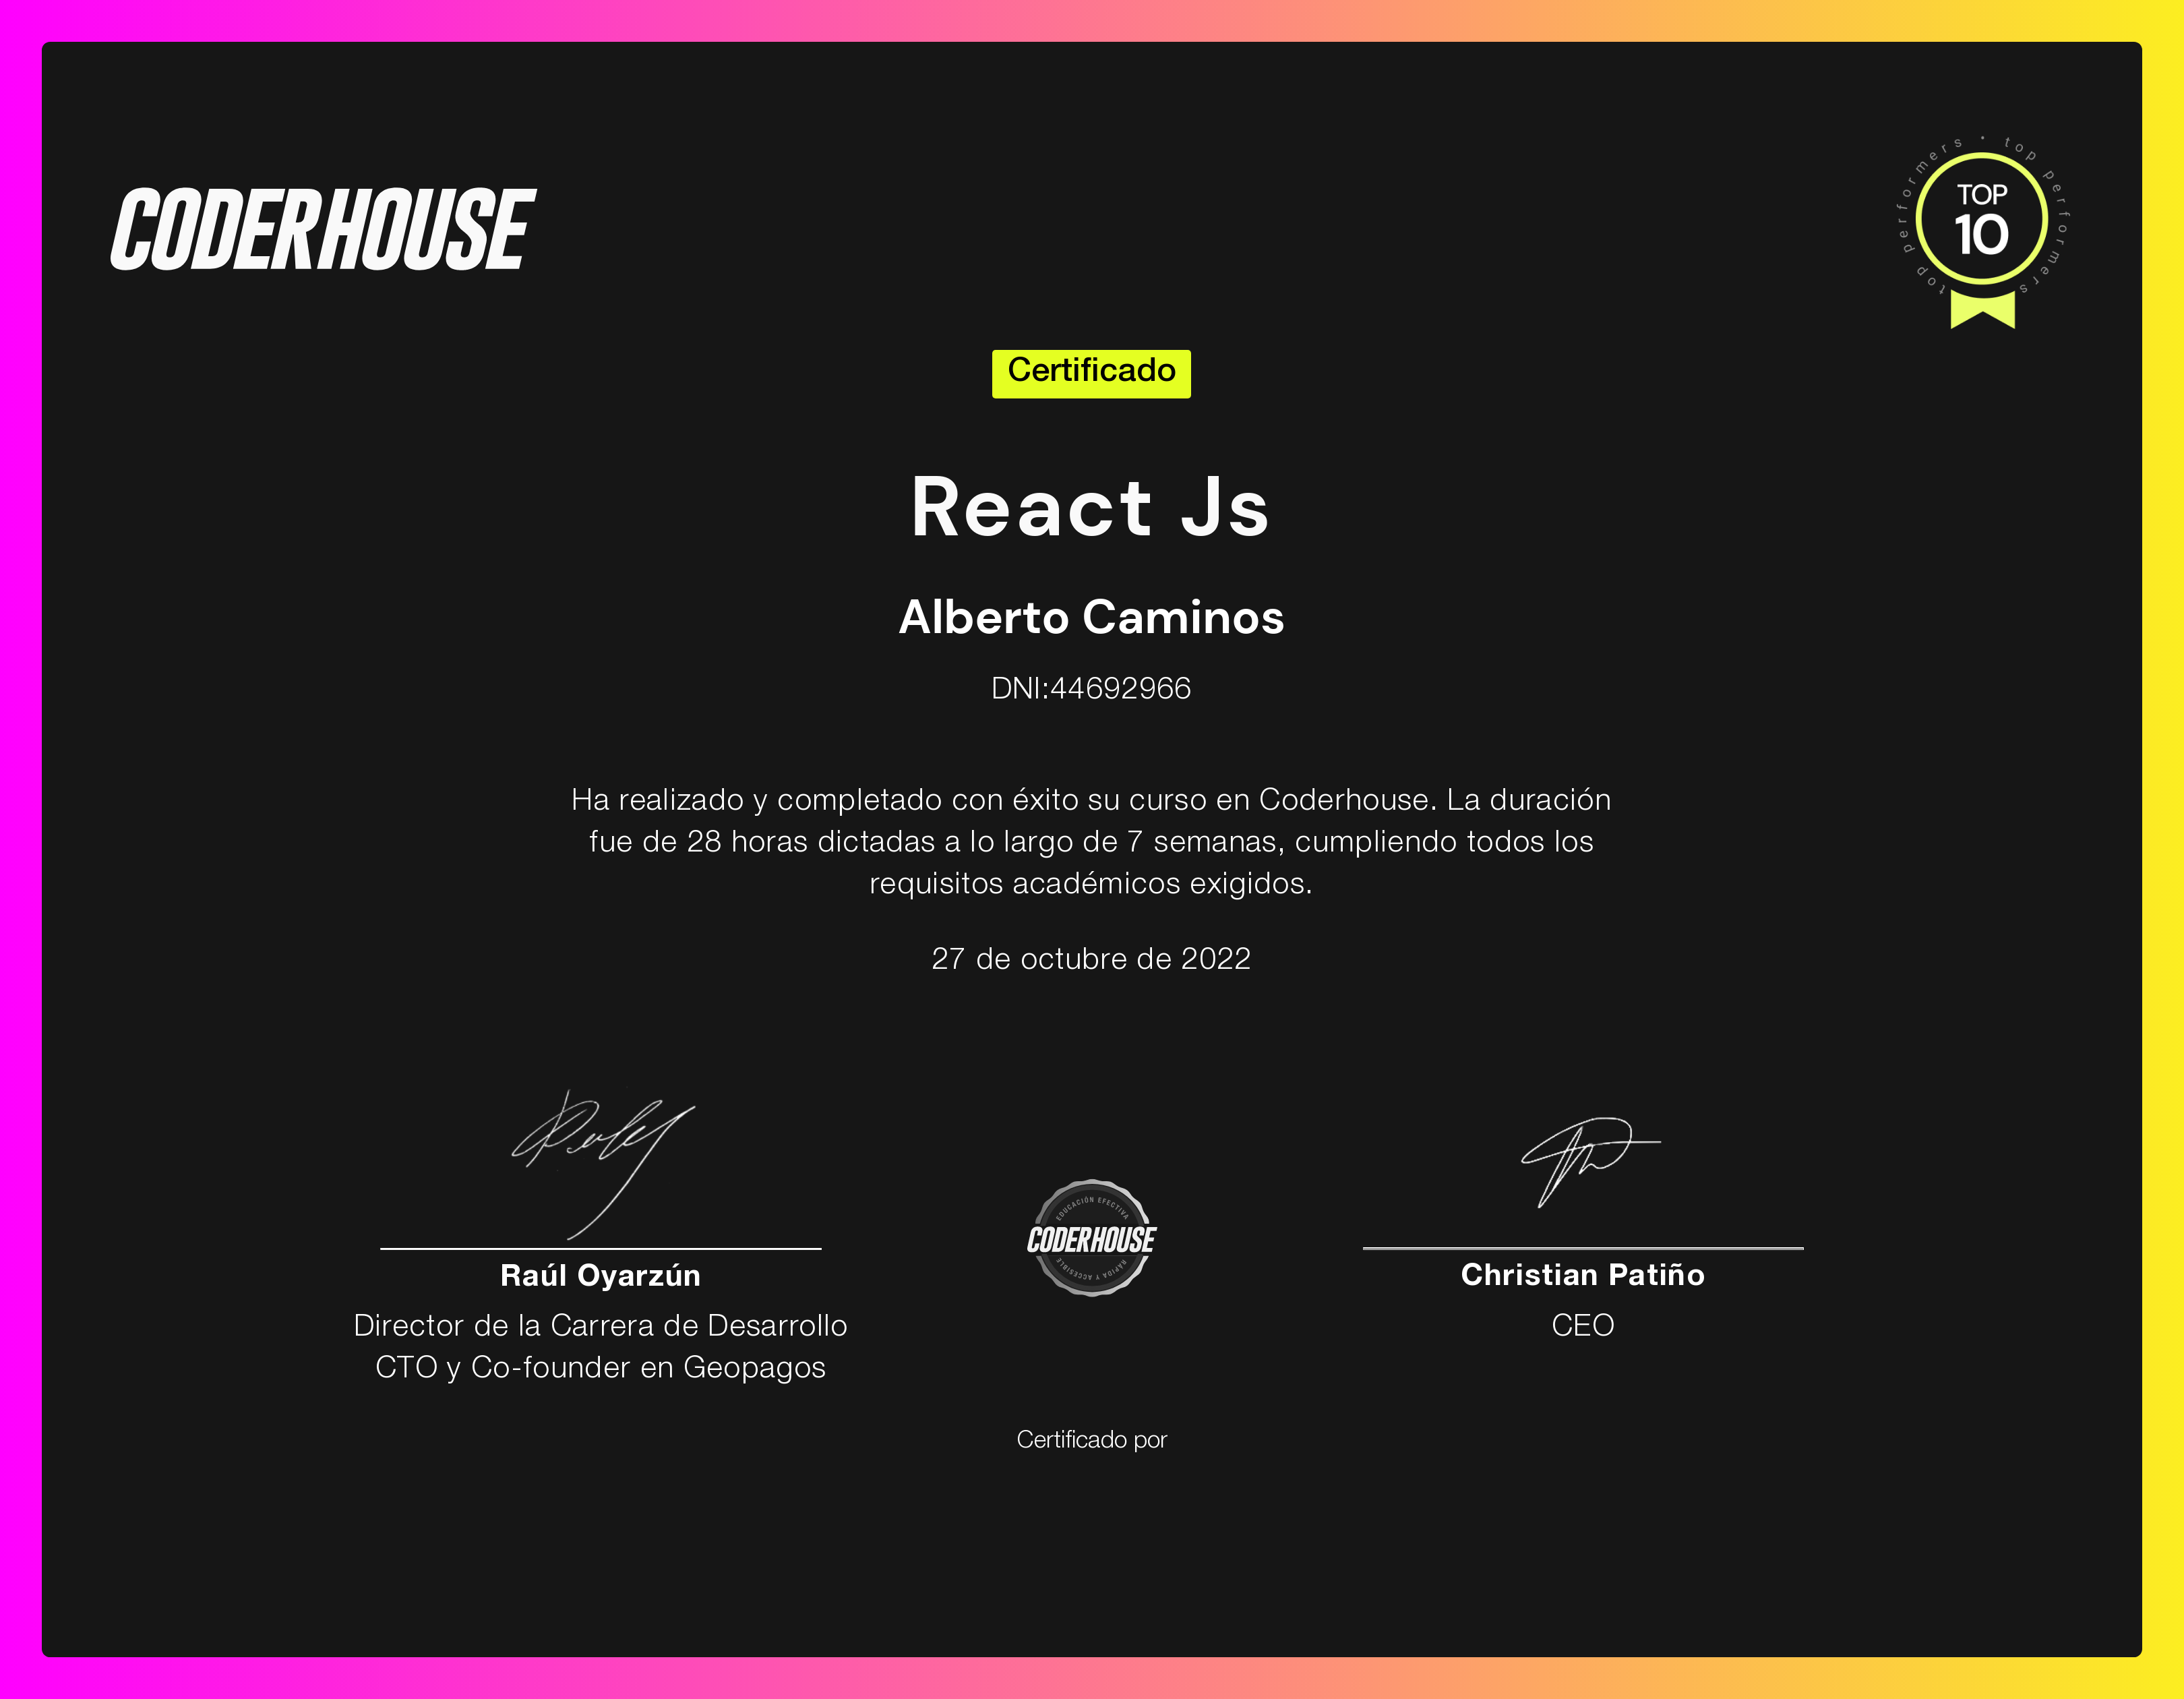 CODERHOUSE
top performers • top performers
TOP
10
Certificado
React Js
Alberto Caminos
DNI:44692966
Ha realizado y completado con éxito su curso en Coderhouse. La duración
fue de 28 horas dictadas a lo largo de 7 semanas, cumpliendo todos los
requisitos académicos exigidos.
27 de octubre de 2022
EDUCACIÓN EFECTIVA
CODERHOUSE
RAPIDA Y ACCESIBLE
Raúl Oyarzún
Director de la Carrera de Desarrollo
CTO y Co-founder en Geopagos
Christian Patiño
CEO
Certificado por